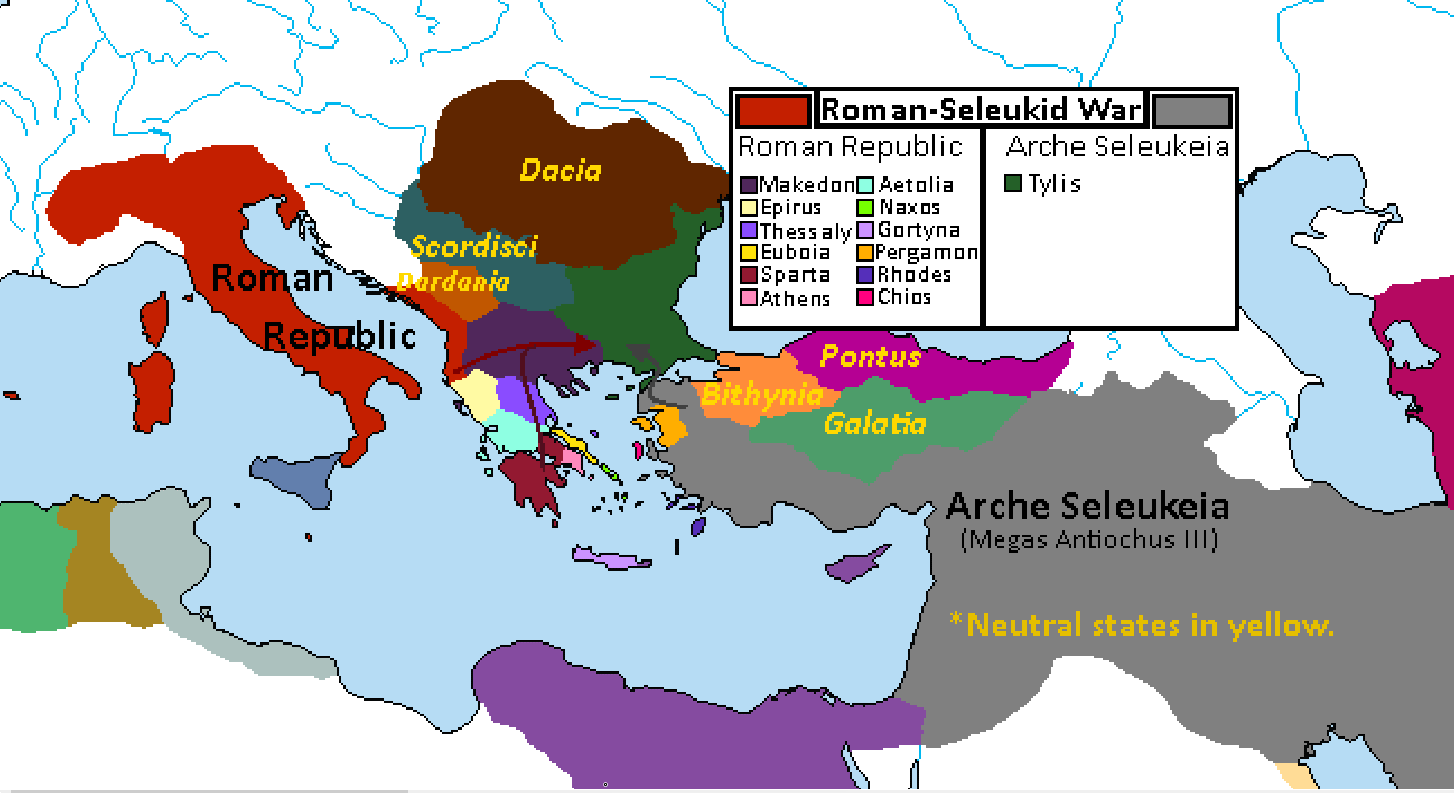 Roman-Seleukid War
Roman Republic
Makedon
Aetolia
Epirus
Naxos
Thessaly
Gortyna
Euboia
Pergamon
Sparta
Rhodes
Athens
Chios
Arche Seleukeia
Tylis
Dacia
Scordisci
Dardania
Roman
Republic
Pontus
Bithynia
Galatia
Arche Seleukeia
(Megas Antiochus III)
*Neutral states in yellow.